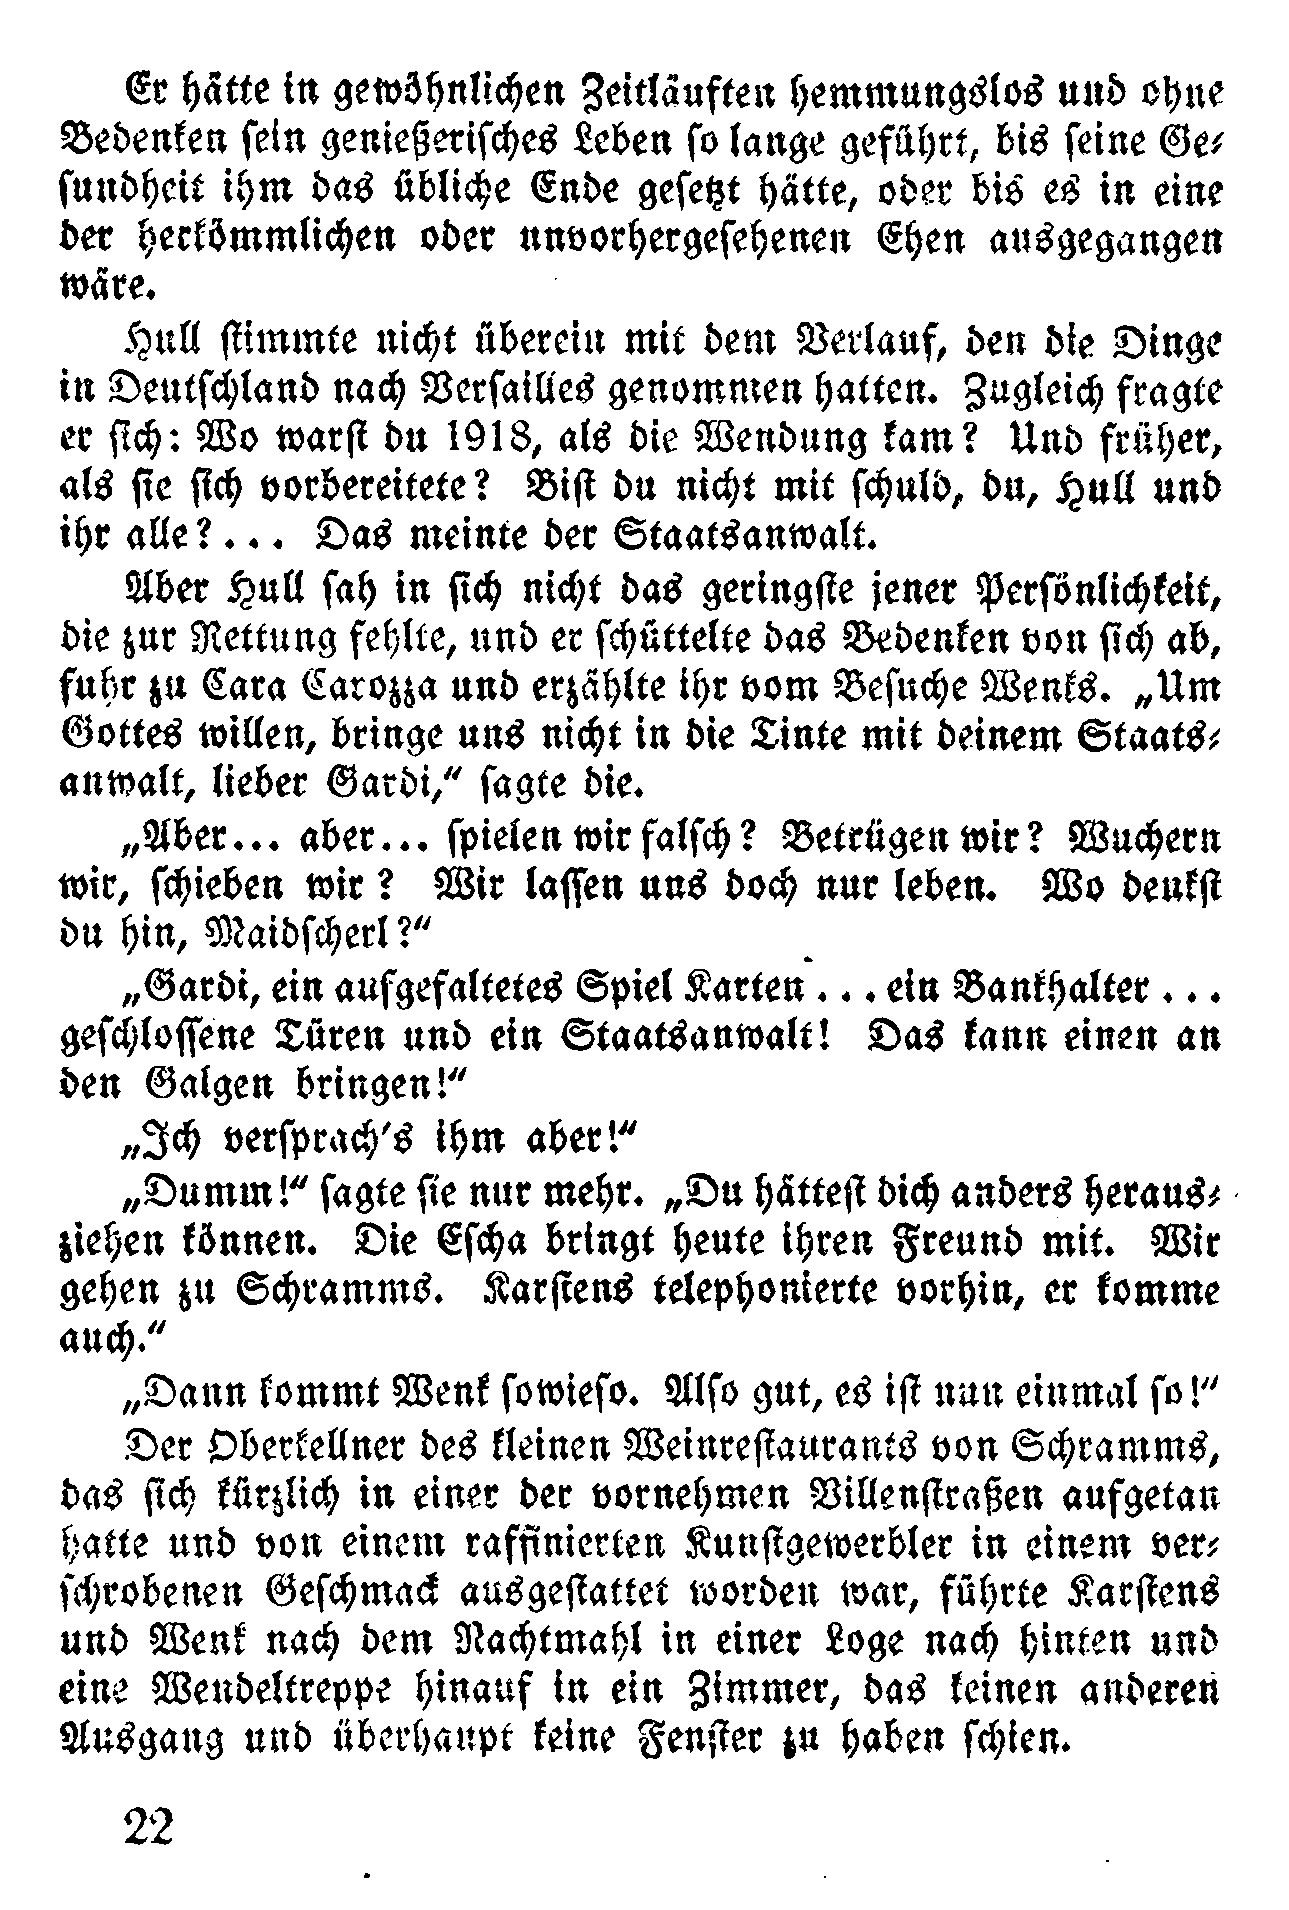 Er hätte in gewöhnlichen Zeitläuften hemmungslos und ohne
Bedenken sein genießerisches Leben so lange geführt, bis seine Ge-
sundheit ihm das übliche Ende gesetzt hätte, oder bis es in eine
der herkömmlichen oder unvorhergesehenen Ehen ausgegangen
wäre.
Hull stimmte nicht überein mit dem Verlauf, den die Dinge
in Deutschland nach Versailles genommen hatten. Zugleich fragte
er sich: Wo warst du 1918, als die Wendung kam? Und früher,
als sie sich vorbereitete? Bist du nicht mit schuld, du, Hull und
ihr alle?... Das meinte der Staatsanwalt.
Aber Hull sah in sich nicht das geringste jener Persönlichkeit,
die zur Rettung fehlte, und er schüttelte das Bedenken von sich ab,
fuhr zu Cara Carozza und erzählte ihr vom Besuche Wenks. „Um
Gottes willen, bringe uns nicht in die Tinte mit deinem Staats-
anwalt, lieber Gardi,“ sagte die.
„Aber... aber... spielen wir falsch? Betrügen wir? Wuchern
wir, schieben wir? Wir lassen uns doch nur leben. Wo denkst
du hin, Maidscherl?“
„Gardi, ein aufgefaltetes Spiel Karten... ein Bankhalter...
geschlossene Türen und ein Staatsanwalt! Das kann einen an
den Galgen bringen!“
„Ich versprach's ihm aber!“
„Dumm!“ sagte sie nur mehr. „Du hättest dich anders heraus-
ziehen können. Die Escha bringt heute ihren Freund mit. Wir
gehen zu Schramms. Karstens telephonierte vorhin, er komme
auch.“
„Dann kommt Wenk sowieso. Also gut, es ist nun einmal so!“
Der Oberkellner des kleinen Weinrestaurants von Schramms,
das sich kürzlich in einer der vornehmen Villenstraßen aufgetan
hatte und von einem raffinierten Kunstgewerbler in einem ver-
schrobenen Geschmack ausgestattet worden war, führte Karstens
und Wenk nach dem Nachtmahl in einer Loge nach hinten und
eine Wendeltreppe hinauf in ein Zimmer, das keinen anderen
Ausgang und überhaupt keine Fenster zu haben schien.
22